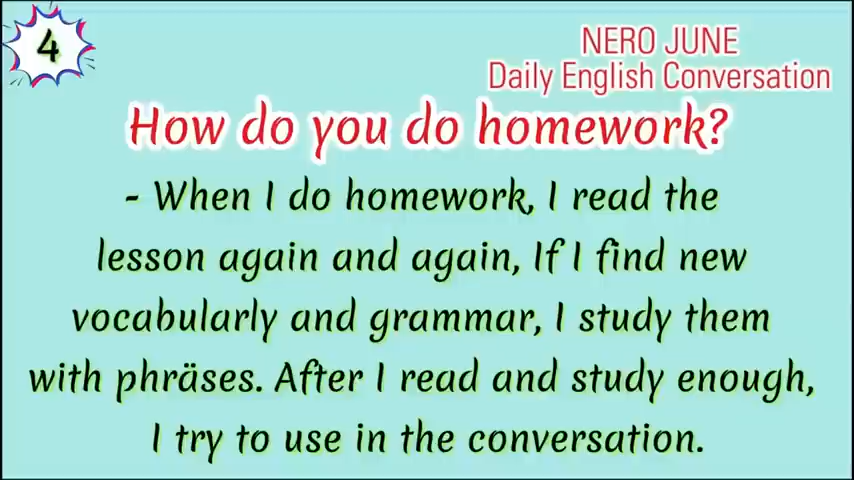 4
NERO JUNE
Daily English Conversation
How do you do homework?
- When I do homework, I read the
lesson again and again, If I find new
vocabularly and grammar, I study them
with phräses. After I read and study enough,
I try to use in the conversation.